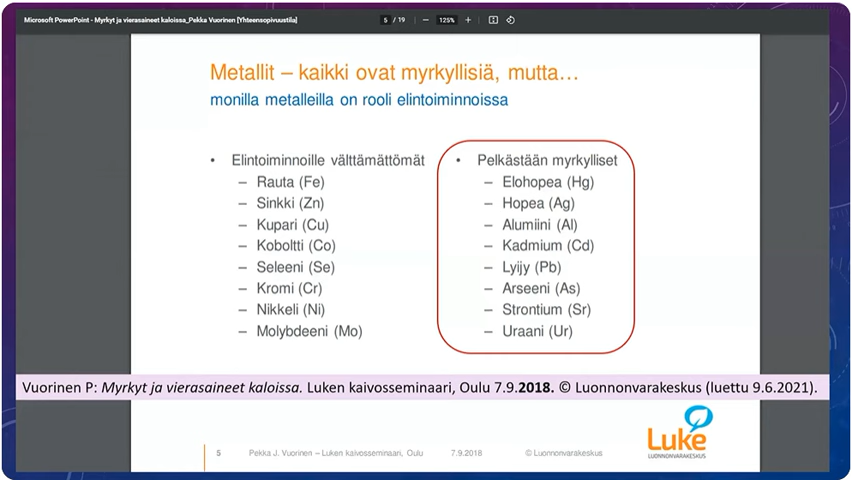 Microsoft PowerPoint - Myrkyt ja vierasaineet kaloissa_Pekka Vuorinen [Yhteensopivuustila]
5 / 19 — 125% +
Metallit – kaikki ovat myrkyllisiä, mutta…
monilla metalleilla on rooli elintoiminnoissa
• Elintoiminnoille välttämättömät
– Rauta (Fe)
– Sinkki (Zn)
– Kupari (Cu)
– Koboltti (Co)
– Seleeni (Se)
– Kromi (Cr)
– Nikkeli (Ni)
– Molybdeeni (Mo)
• Pelkästään myrkylliset
– Elohopea (Hg)
– Hopea (Ag)
– Alumiini (Al)
– Kadmium (Cd)
– Lyijy (Pb)
– Arseeni (As)
– Strontium (Sr)
– Uraani (Ur)
Vuorinen P: Myrkyt ja vierasaineet kaloissa. Luken kaivosseminaari, Oulu 7.9.2018. © Luonnonvarakeskus (luettu 9.6.2021).
Luke
LUONNONVARAKESKUS
5 Pekka J. Vuorinen – Luken kaivosseminaari, Oulu 7.9.2018 © Luonnonvarakeskus